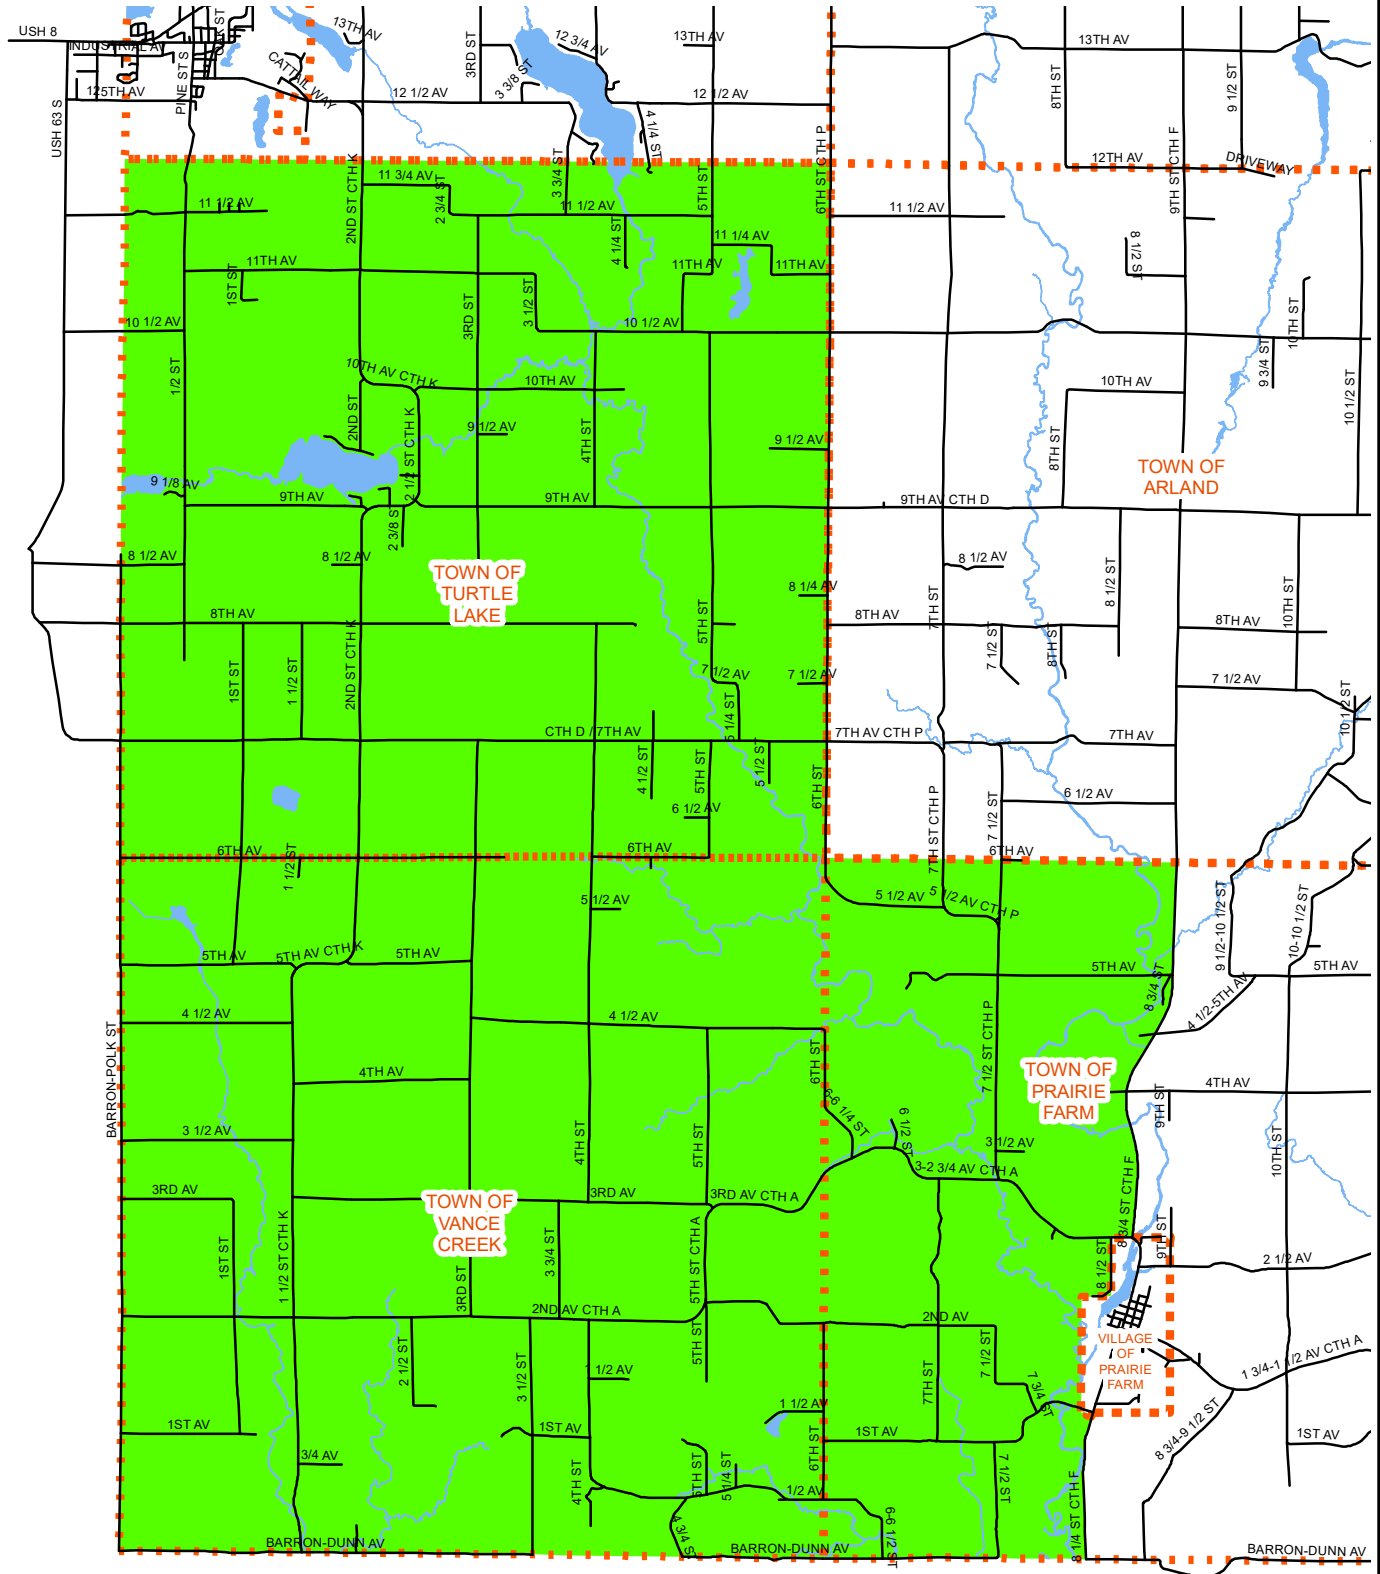 USH 8
INDUSTRIAL AV
OAK ST
13TH AV
3RD ST
12 3/4 AV
13TH AV
13TH AV
CATTAIL WAY
PINE ST S
125TH AV
12 1/2 AV
3 3/8 ST
12 1/2 AV
8TH ST
9 1/2 ST
USH 63 S
4 1/4 ST
6TH ST CTH P
9TH ST CTH F
12TH AV
DRIVEWAY
2ND ST CTH K
11 3/4 AV
2 3/4 ST
3 3/4 ST
5TH ST
11 1/2 AV
11 1/2 AV
11 1/2 AV
4 1/4 ST
11 1/4 AV
8 1/2 ST
11TH AV
1ST ST
11TH AV
11TH AV
3RD ST
3 1/2 ST
10TH ST
10 1/2 AV
10 1/2 AV
1/2 ST
10TH AV CTH K
10TH AV
10TH AV
9 3/4 ST
10 1/2 ST
2ND ST
2 1/2 ST CTH K
9 1/2 AV
4TH ST
9 1/2 AV
8TH ST
TOWN OF
ARLAND
9 1/8 AV
9TH AV
9TH AV
9TH AV CTH D
2 3/8 ST
8 1/2 AV
8 1/2 AV
8 1/2 AV
8 1/2 ST
TOWN OF
TURTLE
LAKE
8 1/4 AV
7TH ST
10TH ST
8TH AV
5TH ST
8TH AV
8TH AV
1ST ST
1 1/2 ST
2ND ST CTH K
7 1/2 ST
8TH ST
7 1/2 AV
7 1/2 AV
7 1/2 AV
10 1/2 ST
5 1/4 ST
CTH D / 7TH AV
7TH AV CTH P
7TH AV
4 1/2 ST
5TH ST
5 1/2 ST
6TH ST
6 1/2 AV
6 1/2 AV
7TH ST CTH P
7 1/2 ST
6TH AV
1 1/2 ST
6TH AV
6TH AV
5 1/2 AV
5 1/2 AV
5 1/2 AV CTH P
9 1/2-10 1/2 ST
10-10 1/2 ST
5TH AV
5TH AV CTH K
5TH AV
5TH AV
5TH AV
8 3/4 ST
4 1/2-5TH AV
4 1/2 AV
4 1/2 AV
BARRON-POLK ST
6TH ST
7 1/2 ST CTH P
TOWN OF
PRAIRIE
FARM
4TH AV
4TH AV
9TH ST
6-6 1/4 ST
6 1/2 ST
3 1/2 AV
4TH ST
5TH ST
3 1/2 AV
10TH ST
3-2 3/4 AV CTH A
3RD AV
3RD AV
3RD AV CTH A
8 3/4 ST CTH F
TOWN OF
VANCE
CREEK
1ST ST
1 1/2 ST CTH K
3RD ST
3 3/4 ST
5TH ST CTH A
9TH ST
8 1/2 ST
2 1/2 AV
2ND AV CTH A
2ND AV
5TH ST
2 1/2 ST
3 1/2 ST
1 1/2 AV
7TH ST
7 1/2 ST
7 3/4 ST
VILLAGE
OF
PRAIRIE
FARM
1 3/4-1 1/2 AV CTH A
1 1/2 AV
8 3/4-9 1/2 ST
1ST AV
1ST AV
6TH ST
1ST AV
1ST AV
3/4 AV
4TH ST
5TH ST
5 1/4 ST
1/2 AV
7 1/2 ST
8 1/4 ST CTH F
4 3/4 ST
6-6 1/2 ST
BARRON-DUNN AV
BARRON-DUNN AV
BARRON-DUNN AV